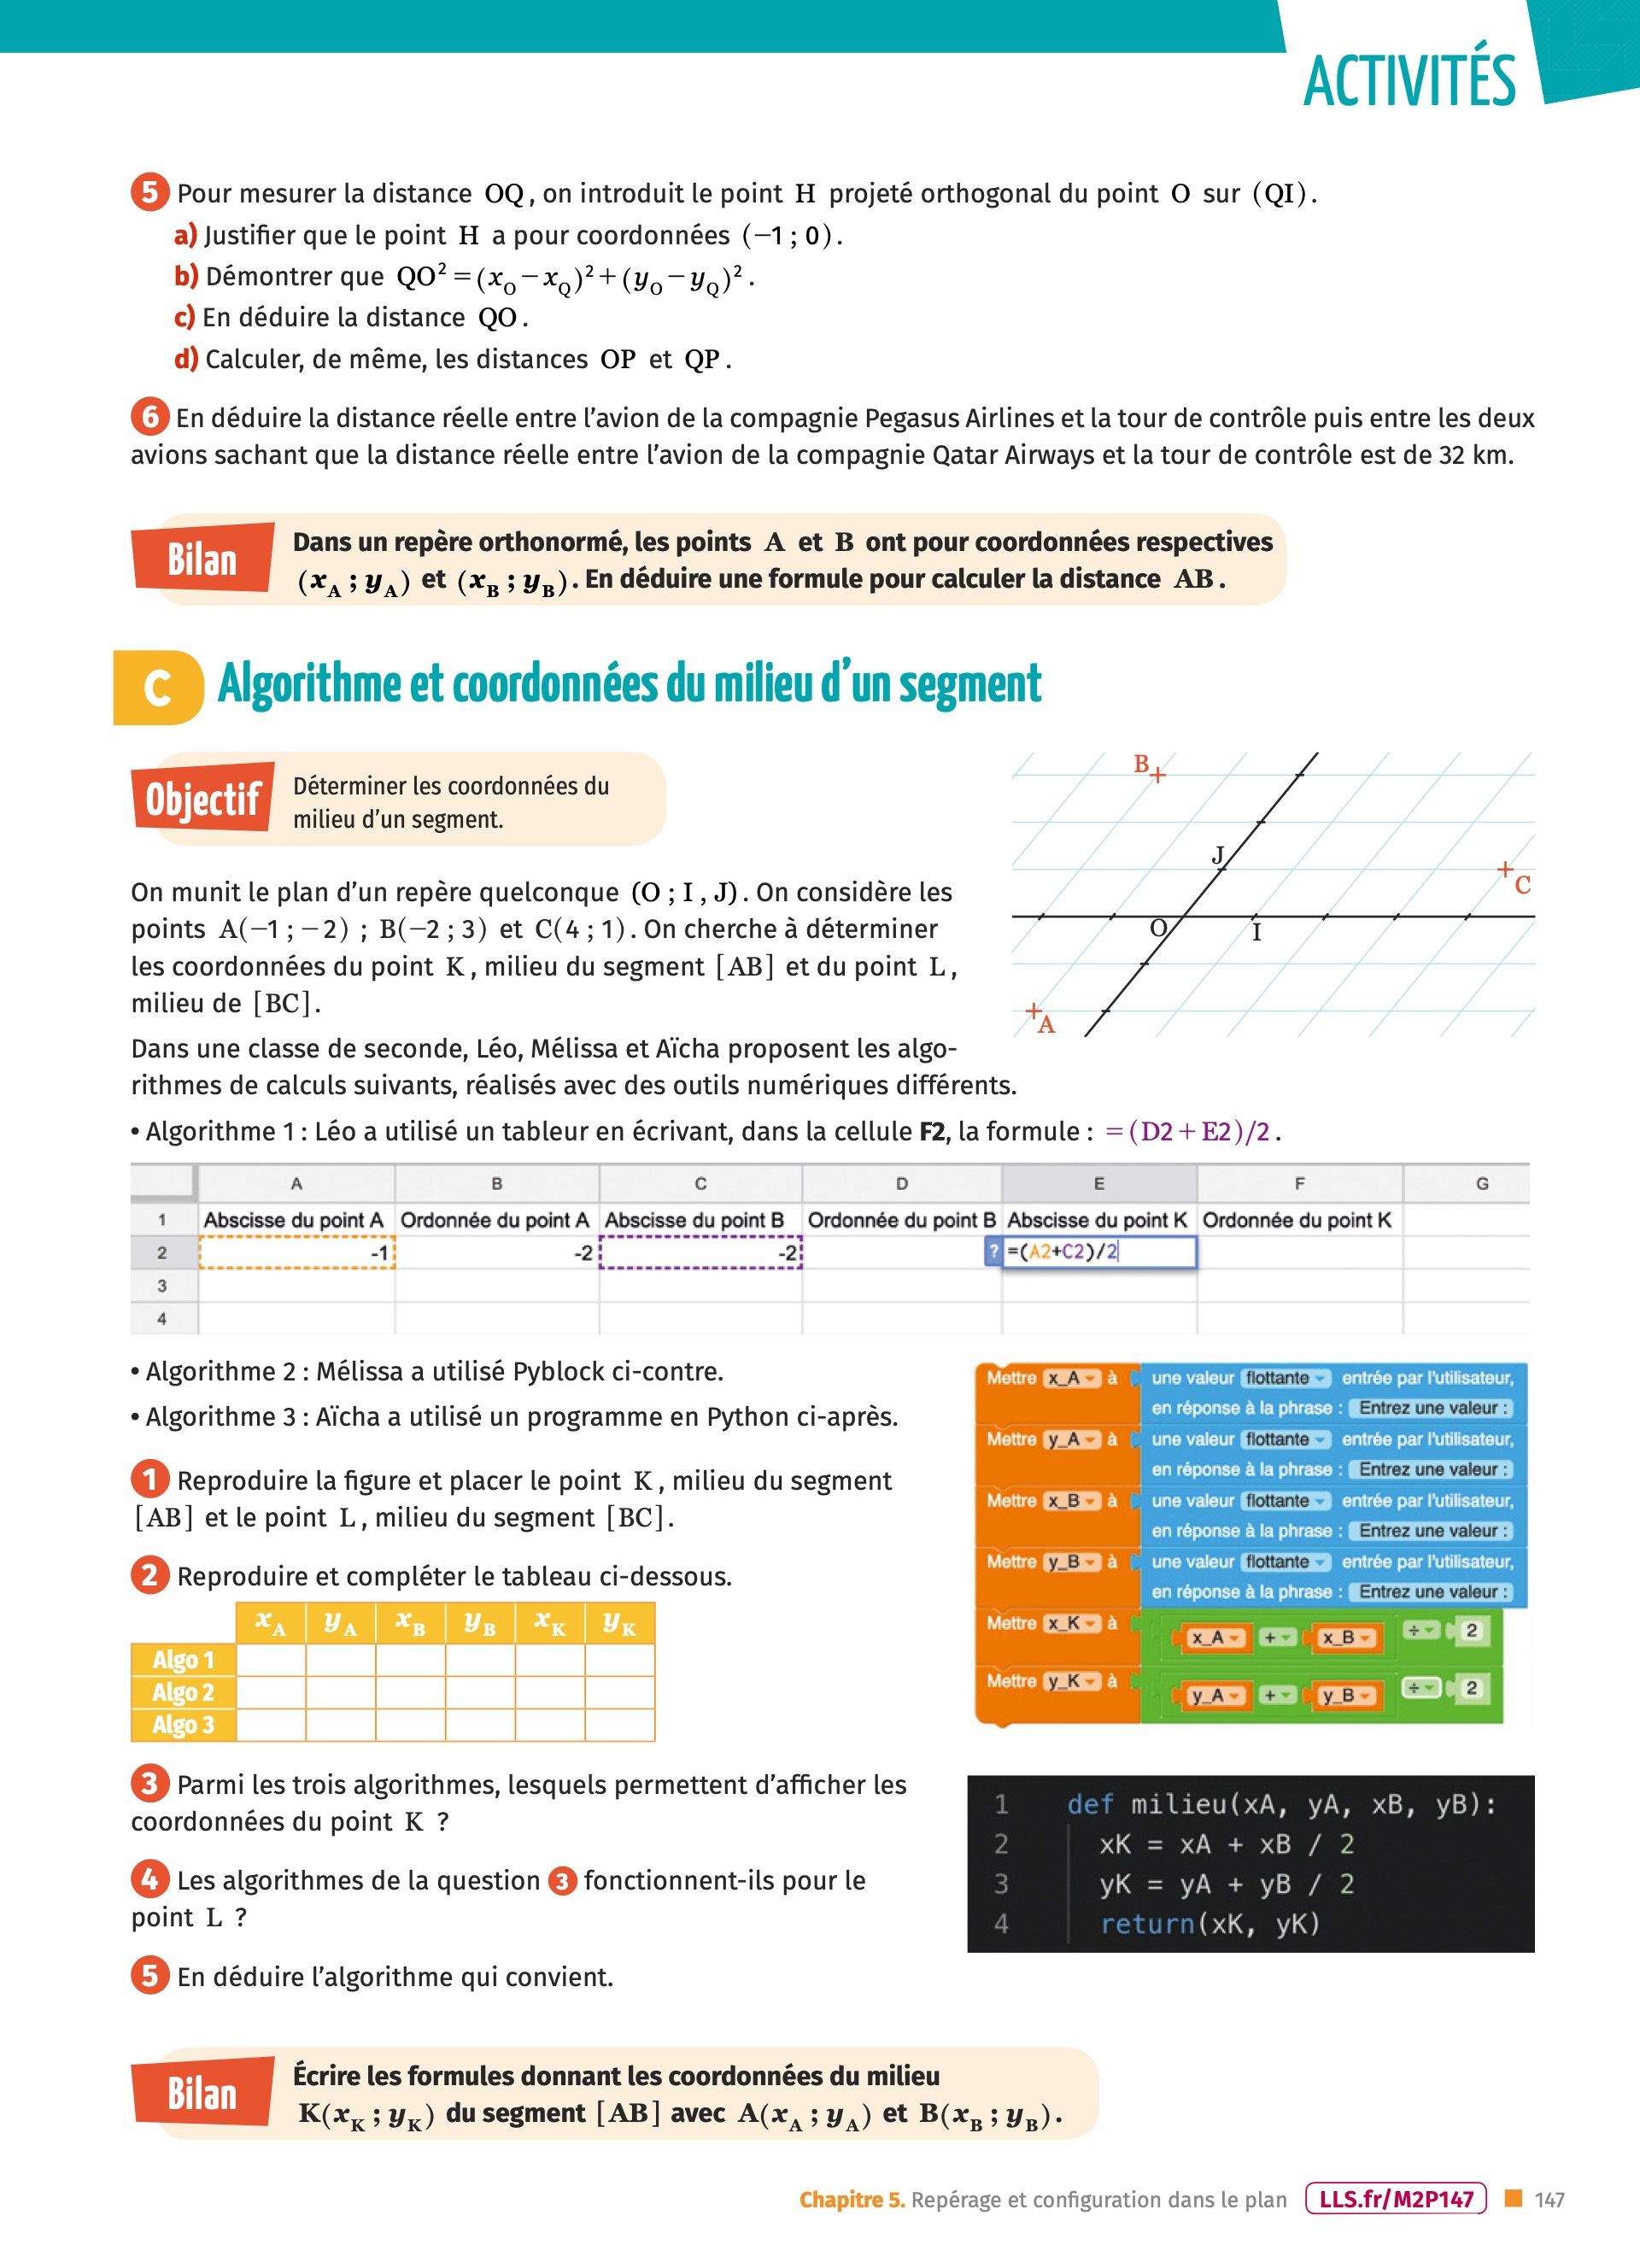 ACTIVITÉS
5 Pour mesurer la distance OQ, on introduit le point H projeté orthogonal du point O sur (QI).
a) Justifier que le point H a pour coordonnées (−1 ; 0).
b) Démontrer que QO² = (x_O − x_Q)² + (y_O − y_Q)².
c) En déduire la distance QO.
d) Calculer, de même, les distances OP et QP.
6 En déduire la distance réelle entre l'avion de la compagnie Pegasus Airlines et la tour de contrôle puis entre les deux
avions sachant que la distance réelle entre l'avion de la compagnie Qatar Airways et la tour de contrôle est de 32 km.
Bilan
Dans un repère orthonormé, les points A et B ont pour coordonnées respectives
(x_A ; y_A) et (x_B ; y_B). En déduire une formule pour calculer la distance AB.
C Algorithme et coordonnées du milieu d'un segment
Objectif
Déterminer les coordonnées du
milieu d'un segment.
On munit le plan d'un repère quelconque (O ; I , J). On considère les
points A(−1 ; −2) ; B(−2 ; 3) et C(4 ; 1). On cherche à déterminer
les coordonnées du point K, milieu du segment [AB] et du point L,
milieu de [BC].
B
J
C
O
I
A
Dans une classe de seconde, Léo, Mélissa et Aïcha proposent les algo-
rithmes de calculs suivants, réalisés avec des outils numériques différents.
• Algorithme 1 : Léo a utilisé un tableur en écrivant, dans la cellule F2, la formule : = (D2 + E2)/2.
A B C D E F G
1 Abscisse du point A Ordonnée du point A Abscisse du point B Ordonnée du point B Abscisse du point K Ordonnée du point K
2 -1 -2 -2 ? =(A2+C2)/2
3
4
• Algorithme 2 : Mélissa a utilisé Pyblock ci-contre.
• Algorithme 3 : Aïcha a utilisé un programme en Python ci-après.
1 Reproduire la figure et placer le point K, milieu du segment
[AB] et le point L, milieu du segment [BC].
2 Reproduire et compléter le tableau ci-dessous.
x_A y_A x_B y_B x_K y_K
Algo 1
Algo 2
Algo 3
Mettre x_A à une valeur flottante entrée par l'utilisateur,
en réponse à la phrase : Entrez une valeur :
Mettre y_A à une valeur flottante entrée par l'utilisateur,
en réponse à la phrase : Entrez une valeur :
Mettre x_B à une valeur flottante entrée par l'utilisateur,
en réponse à la phrase : Entrez une valeur :
Mettre y_B à une valeur flottante entrée par l'utilisateur,
en réponse à la phrase : Entrez une valeur :
Mettre x_K à x_A + x_B ÷ 2
Mettre y_K à y_A + y_B ÷ 2
3 Parmi les trois algorithmes, lesquels permettent d'afficher les
coordonnées du point K ?
4 Les algorithmes de la question 3 fonctionnent-ils pour le
point L ?
5 En déduire l'algorithme qui convient.
1 def milieu(xA, yA, xB, yB):
2 xK = xA + xB / 2
3 yK = yA + yB / 2
4 return(xK, yK)
Bilan
Écrire les formules donnant les coordonnées du milieu
K(x_K ; y_K) du segment [AB] avec A(x_A ; y_A) et B(x_B ; y_B).
Chapitre 5. Repérage et configuration dans le plan LLS.fr/M2P147 147